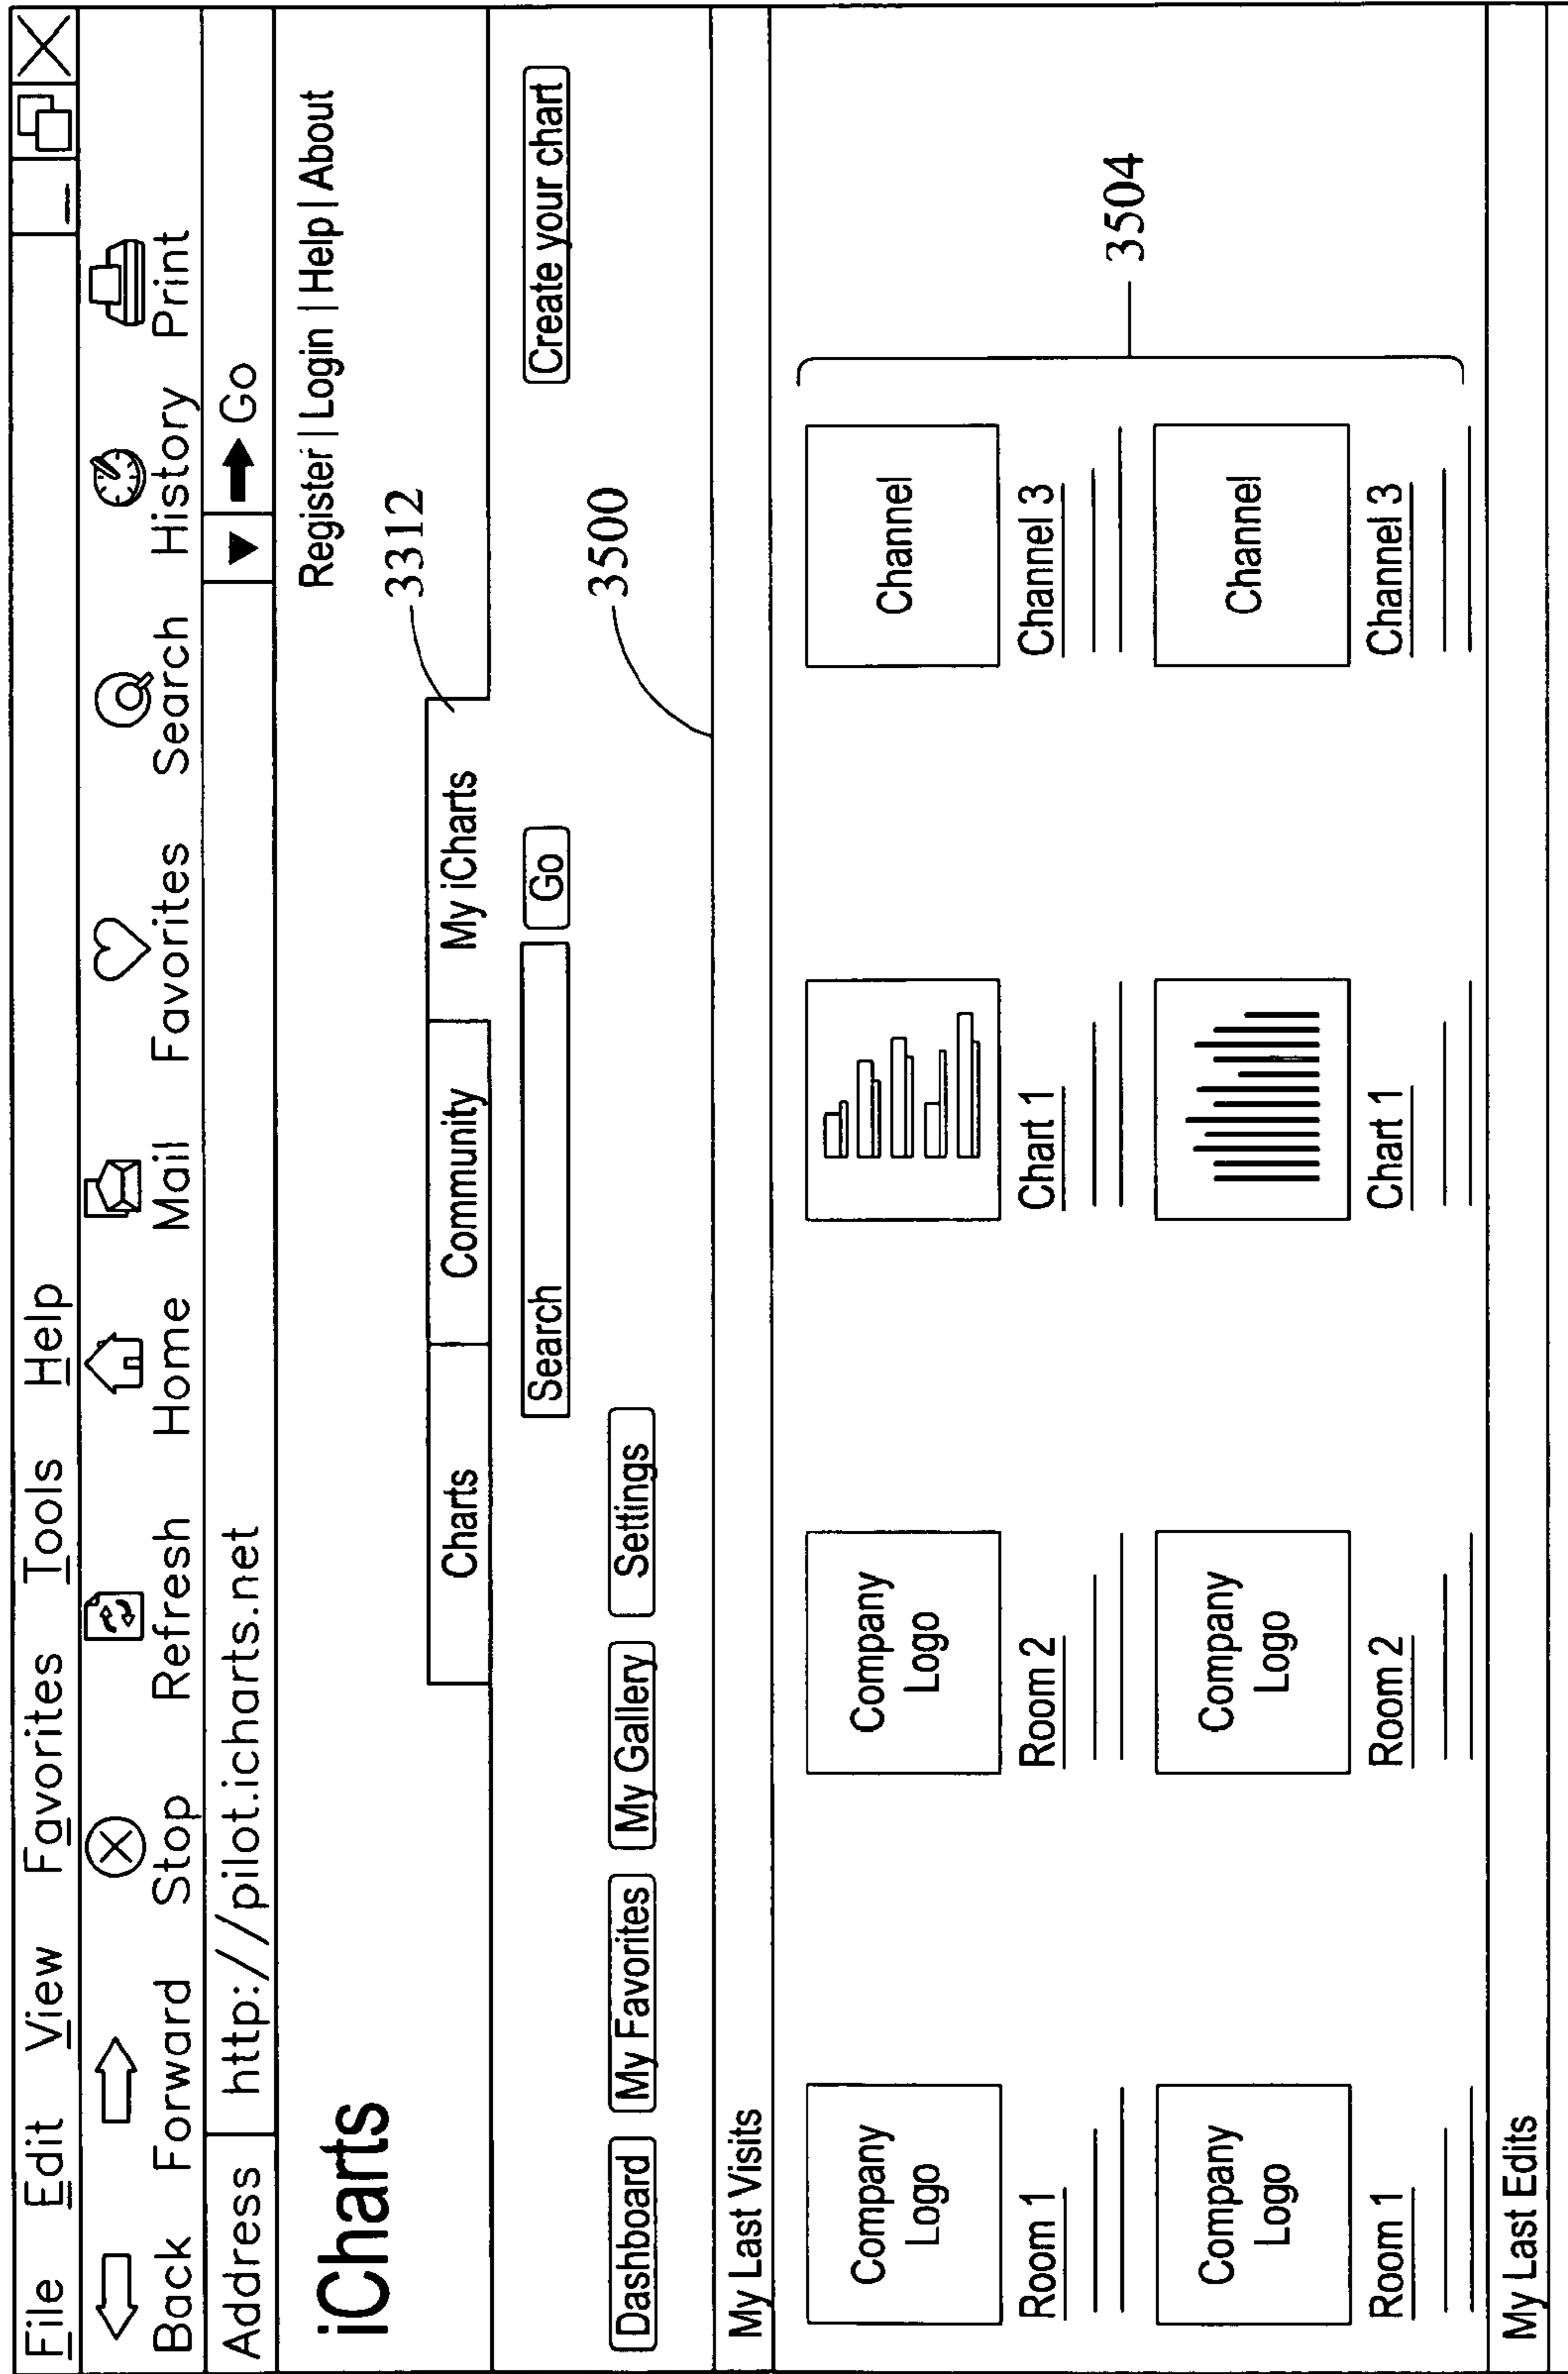 File Edit View Favorites Tools Help
Back Forward Stop Refresh Home Mail Favorites Search History Print
Address http://pilot.icharts.net Go
Register | Login | Help | About
iCharts
3312
Charts Community My iCharts
Search Go Create your chart
Dashboard My Favorites My Gallery Settings
3500
My Last Visits
Company Logo Company Logo Channel
Room 1 Room 2 Chart 1 Channel 3
3504
Company Logo Company Logo Channel
Room 1 Room 2 Chart 1 Channel 3
My Last Edits